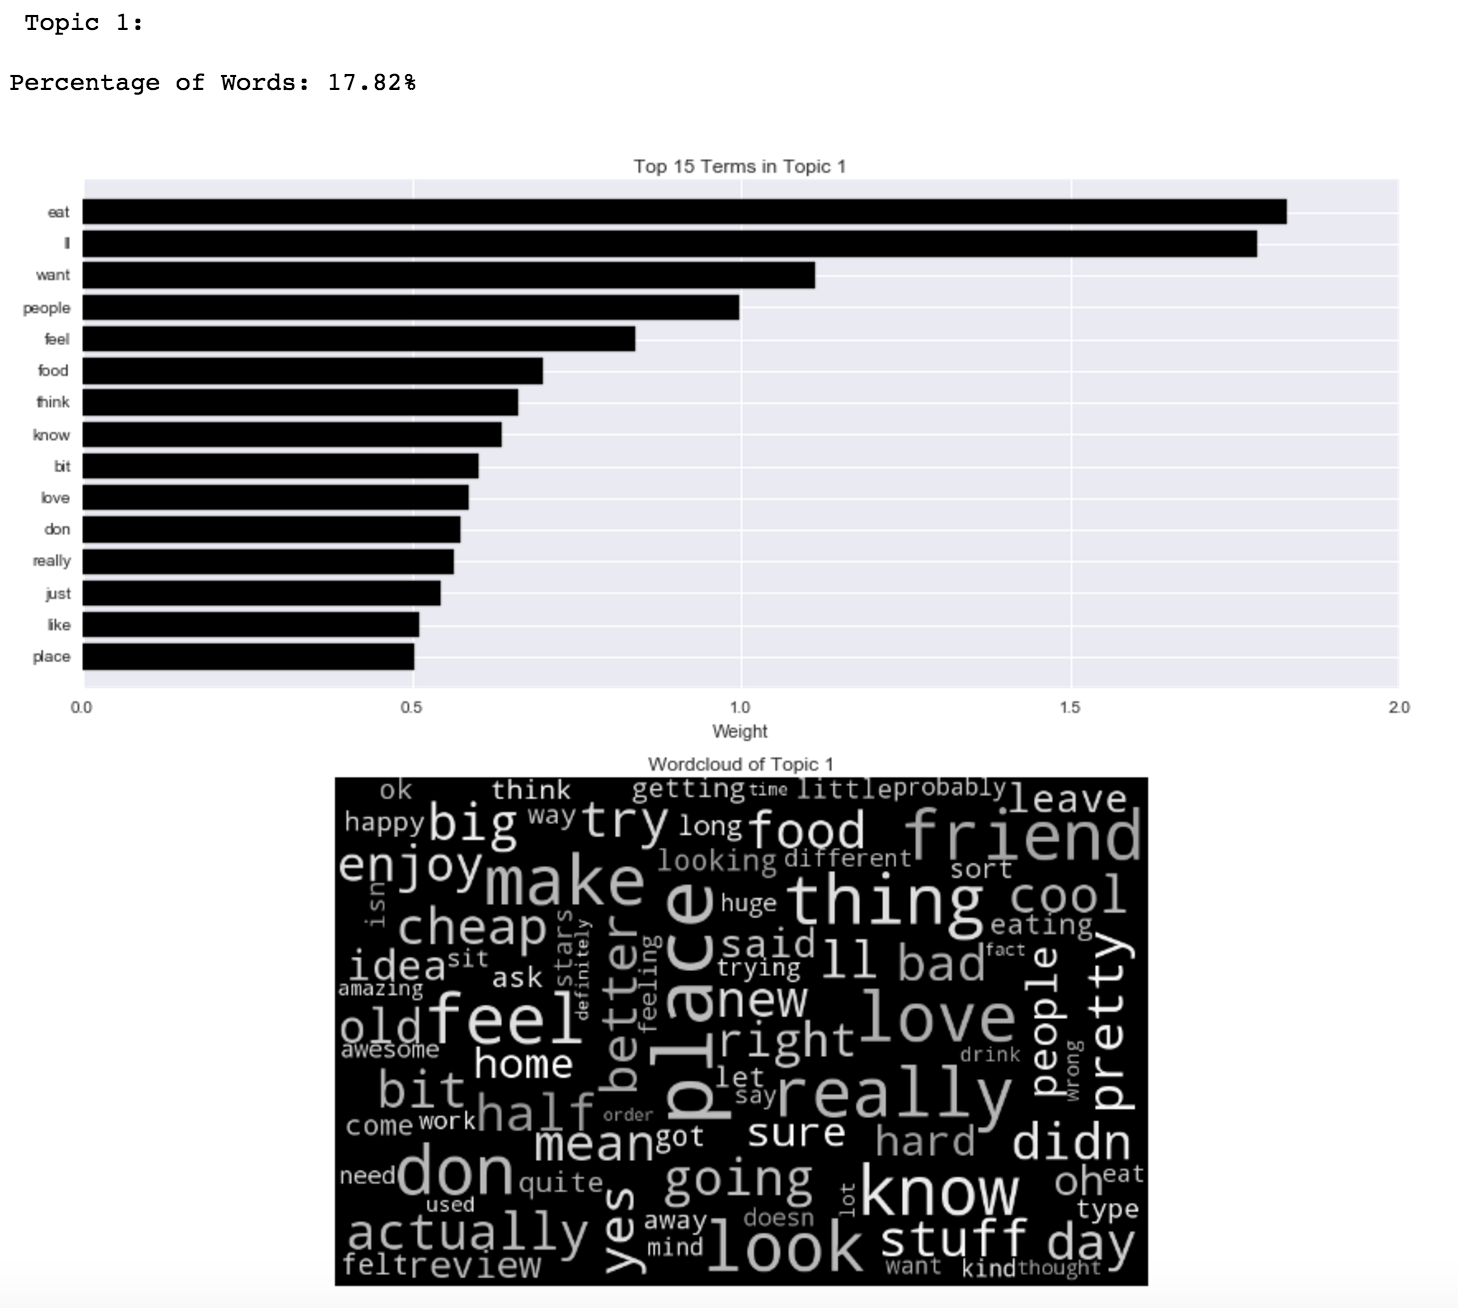 Topic 1:
Percentage of Words: 17.82%
Top 15 Terms in Topic 1
eat
ll
want
people
feel
food
think
know
bit
love
don
really
just
like
place
0.0 0.5 1.0 1.5 2.0
Weight
Wordcloud of Topic 1
ok think getting time little probably leave
happy big way try long food friend
enjoy make looking different sort
isn cheap stars definitely better feeling place huge thing cool eating
idea sit ask said trying ll bad fact people pretty
amazing old feel new love
awesome home right drink wrong
bit half order let say really
come work mean got sure hard didn
need don quite going lot know oh eat
used yes away doesn type
actually mind look stuff day
felt review want kind thought